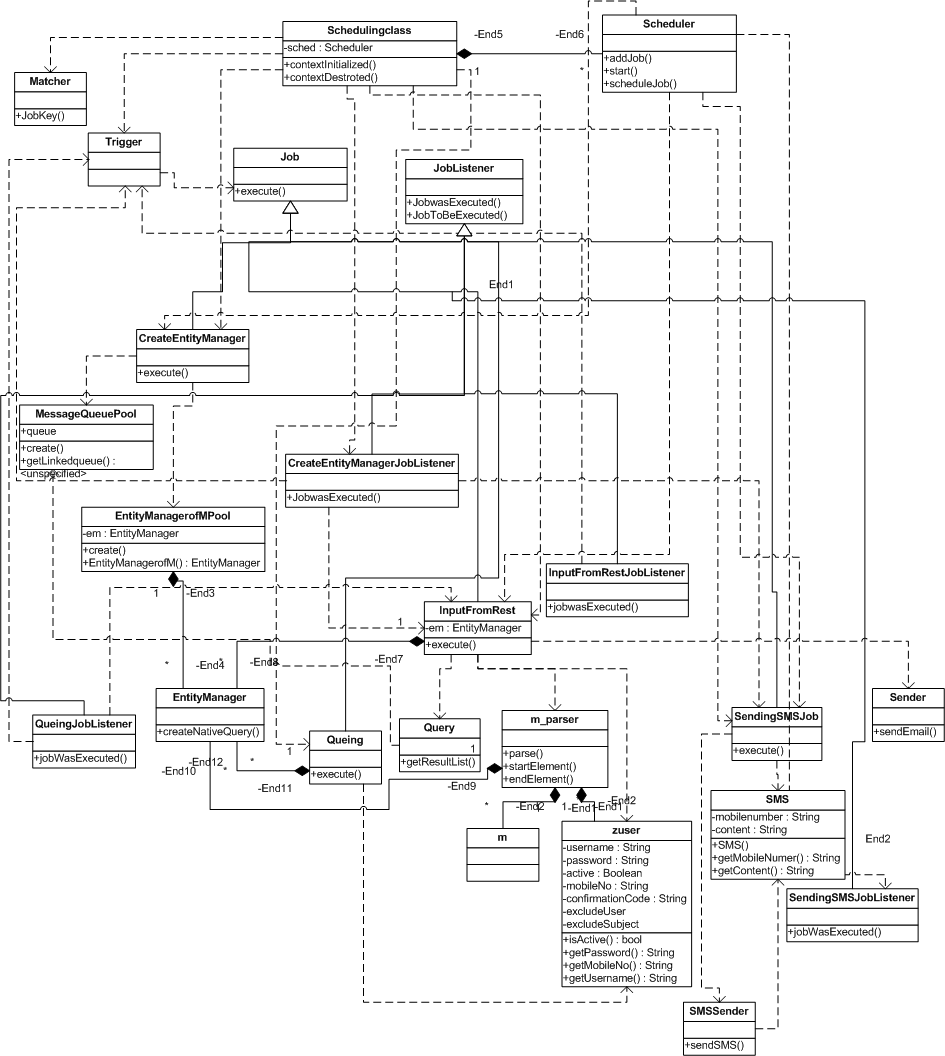 Schedulingclass
-sched : Scheduler
+contextInitialized()
+contextDestroted()
-End5
-End6
1
*
Scheduler
+addJob()
+start()
+scheduleJob()
Matcher
+JobKey()
Trigger
Job
+execute()
JobListener
+JobwasExecuted()
+JobToBeExecuted()
End1
CreateEntityManager
+execute()
MessageQueuePool
+queue
+create()
+getLinkedqueue() :
<unspecified>
CreateEntityManagerJobListener
+JobwasExecuted()
EntityManagerofMPool
-em : EntityManager
+create()
+EntityManagerofM() : EntityManager
1
-End3
InputFromRestJobListener
+jobwasExecuted()
InputFromRest
-em : EntityManager
+execute()
1
*
-End4
*
-End8
-End7
EntityManager
+createNativeQuery()
QueingJobListener
+jobWasExecuted()
-End10
-End12
*
*
-End11
1
Queing
+execute()
Query
1
+getResultList()
-End9
m_parser
+parse()
+startElement()
+endElement()
*
-End2
1
-End1
-End1
-End2
m
zuser
-username : String
-password : String
-active : Boolean
-mobileNo : String
-confirmationCode : String
-excludeUser
-excludeSubject
+isActive() : bool
+getPassword() : String
+getMobileNo() : String
+getUsername() : String
SendingSMSJob
+execute()
Sender
+sendEmail()
SMS
-mobilenumber : String
-content : String
+SMS()
+getMobileNumer() : String
+getContent() : String
End2
SendingSMSJobListener
+jobWasExecuted()
SMSSender
+sendSMS()